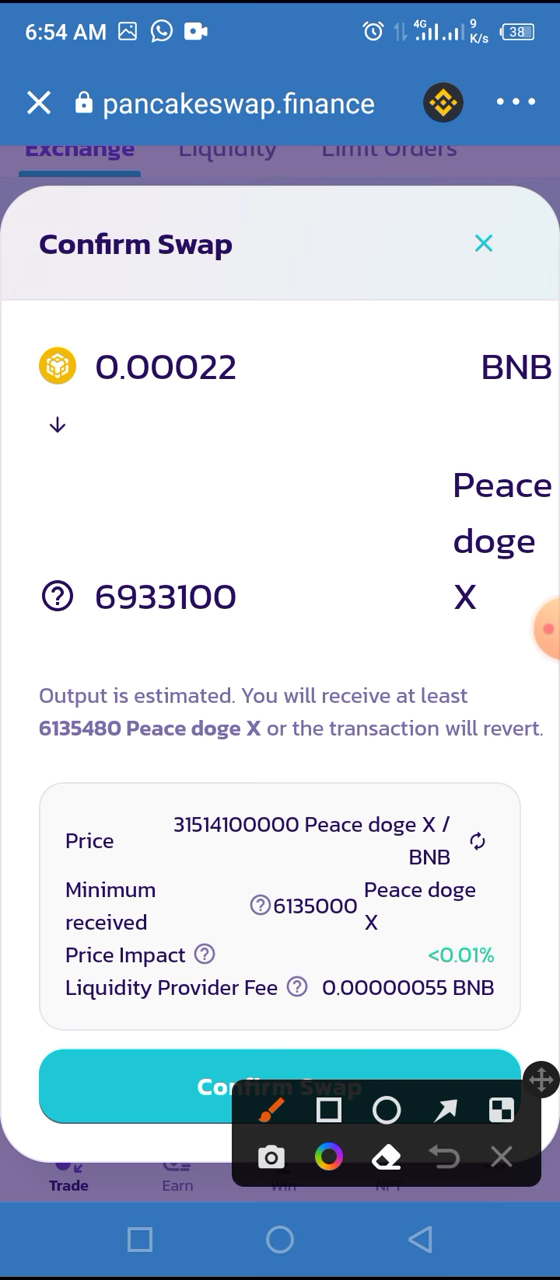 6:54 AM
4G
9
K/s
38
pancakeswap.finance
Exchange Liquidity Limit Orders
Confirm Swap
0.00022 BNB
Peace
doge
6933100 X
Output is estimated. You will receive at least
6135480 Peace doge X or the transaction will revert.
31514100000 Peace doge X /
Price
BNB
Minimum Peace doge
received 6135000 X
Price Impact <0.01%
Liquidity Provider Fee 0.00000055 BNB
Confirm Swap
Trade Earn Win NFT